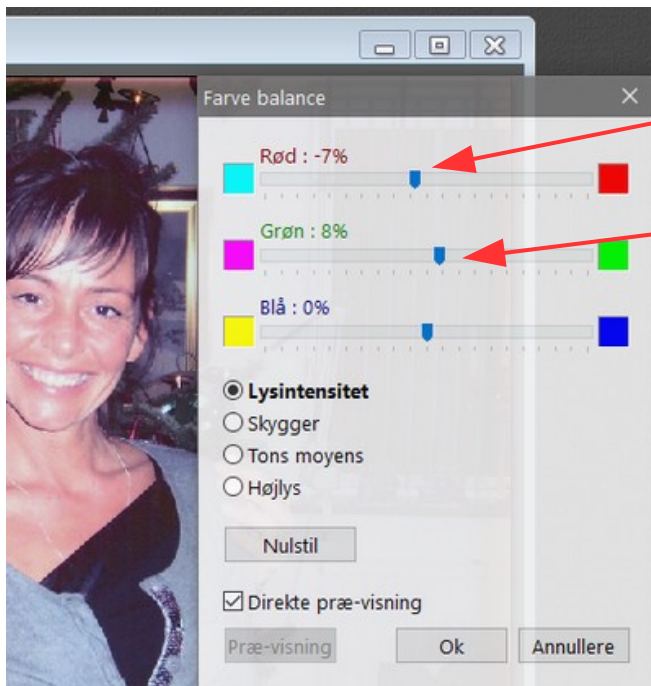 Farve balance
Rød : -7%
Grøn : 8%
Blå : 0%
Lysintensitet
Skygger
Tons moyens
Højlys
Nulstil
Direkte præ-visning
Præ-visning Ok Annullere